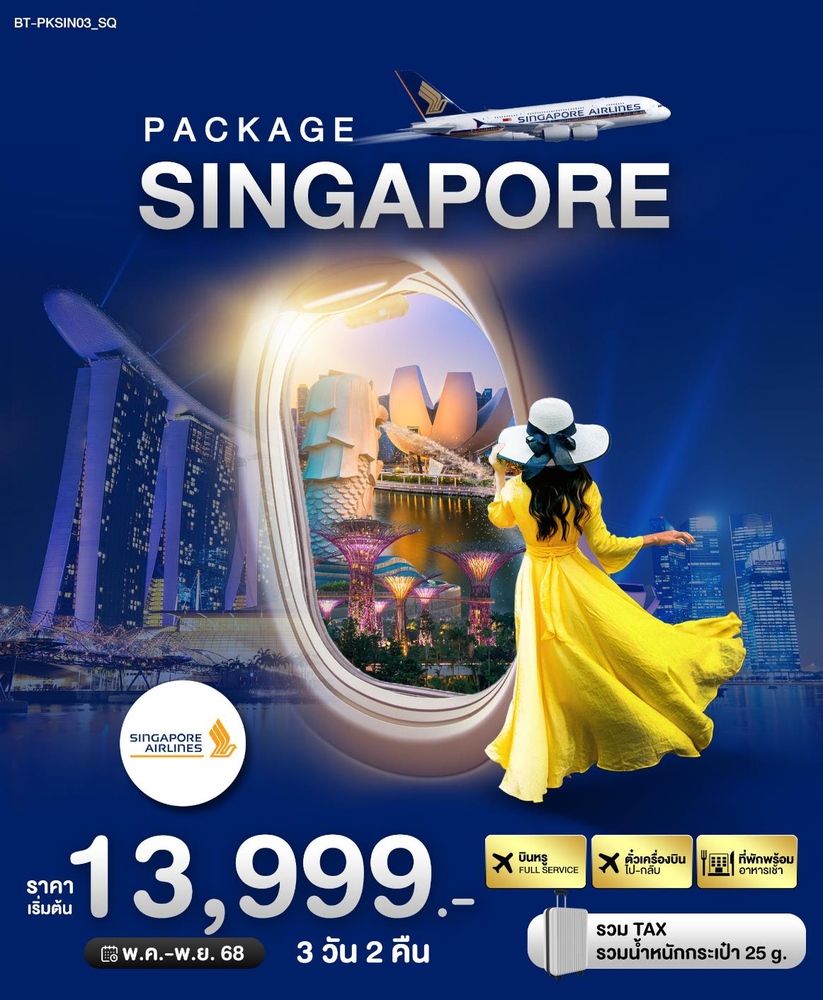 BT-PKSIN03_SQ
SINGAPORE AIRLINES
PACKAGE
SINGAPORE
SINGAPORE
AIRLINES
ราคา
เริ่มต้น
13,999.-
พ.ค.-พ.ย. 68
3 วัน 2 คืน
บินหรู
FULL SERVICE
ตั๋วเครื่องบิน
ไป-กลับ
ที่พักพร้อม
อาหารเช้า
รวม TAX
รวมน้ำหนักกระเป๋า 25 g.